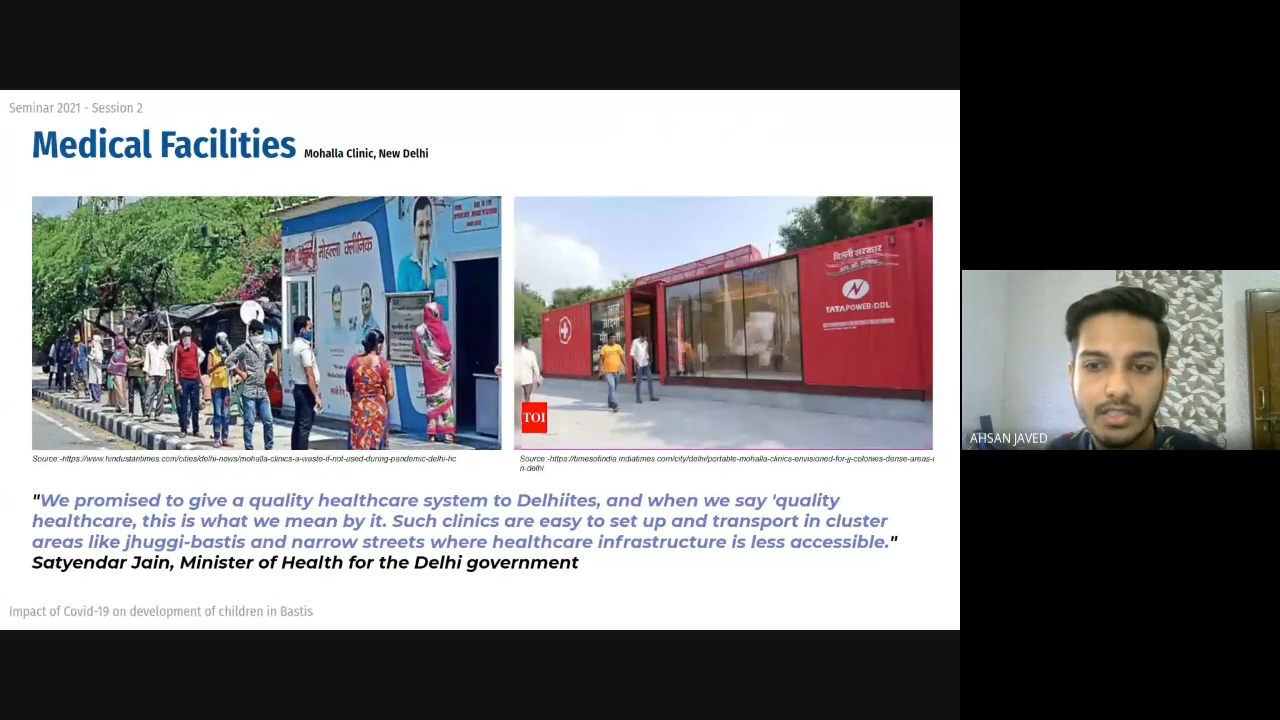 Seminar 2021 - Session 2
Medical Facilities Mohalla Clinic, New Delhi
मोहल्ला क्लीनिक
दिल्ली सरकार
TATA POWER-DDL
आम
आदमी
TOI
AHSAN JAVED
Source:-https://www.hindustantimes.com/cities/delhi-news/mohalla-clinics-a-waste-if-not-used-during-pandemic-delhi-hc
Source:-https://timesofindia.indiatimes.com/city/delhi/portable-mohalla-clinics-envisioned-for-jj-colonies-dense-areas-i
n-delhi
"We promised to give a quality healthcare system to Delhiites, and when we say 'quality
healthcare, this is what we mean by it. Such clinics are easy to set up and transport in cluster
areas like jhuggi-bastis and narrow streets where healthcare infrastructure is less accessible."
Satyendar Jain, Minister of Health for the Delhi government
Impact of Covid-19 on development of children in Bastis